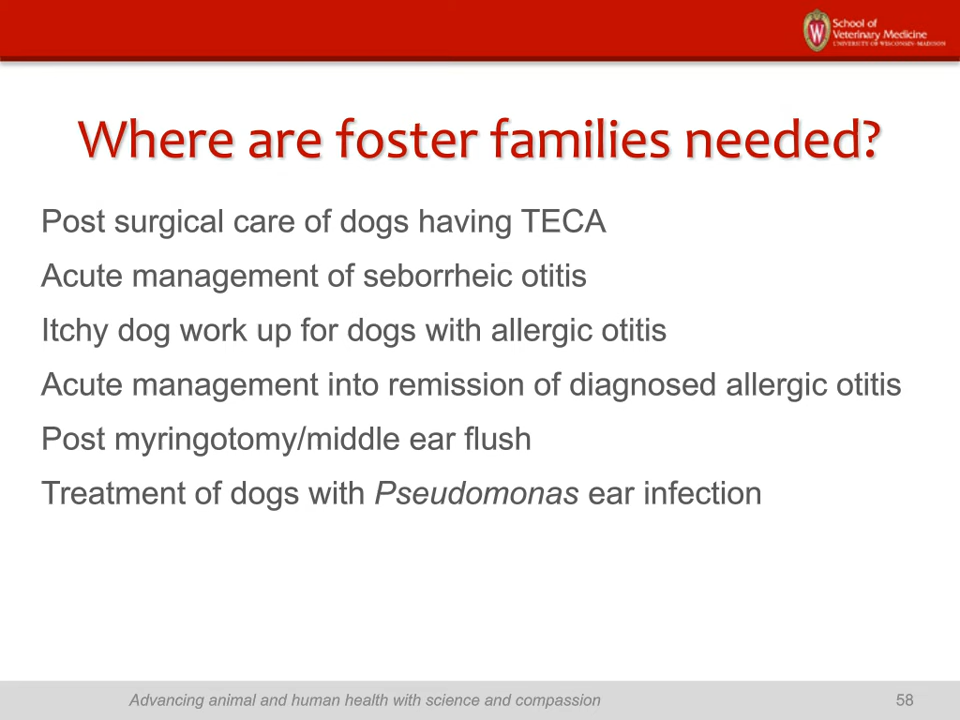 School of
Veterinary Medicine
UNIVERSITY OF WISCONSIN-MADISON
Where are foster families needed?
Post surgical care of dogs having TECA
Acute management of seborrheic otitis
Itchy dog work up for dogs with allergic otitis
Acute management into remission of diagnosed allergic otitis
Post myringotomy/middle ear flush
Treatment of dogs with Pseudomonas ear infection
Advancing animal and human health with science and compassion
58